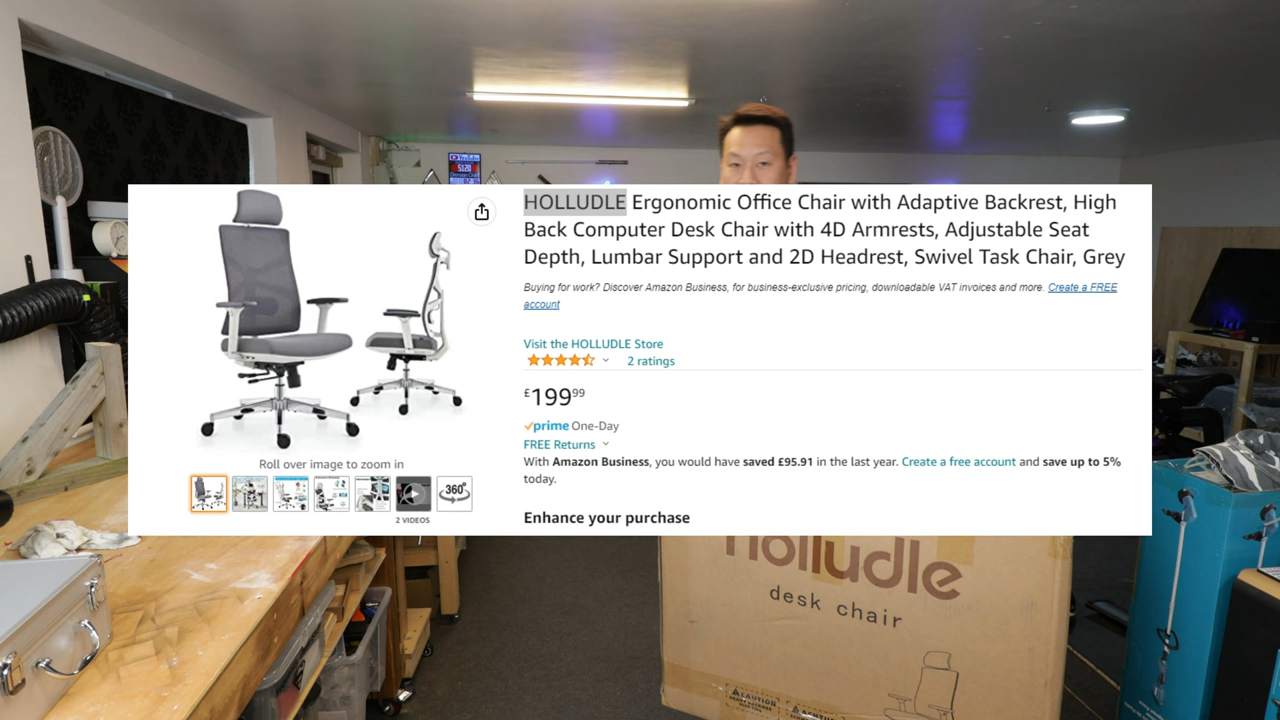 HOLLUDLE Ergonomic Office Chair with Adaptive Backrest, High
Back Computer Desk Chair with 4D Armrests, Adjustable Seat
Depth, Lumbar Support and 2D Headrest, Swivel Task Chair, Grey
Buying for work? Discover Amazon Business, for business-exclusive pricing, downloadable VAT invoices and more. Create a FREE
account
Visit the HOLLUDLE Store
2 ratings
£19999
prime One-Day
FREE Returns
With Amazon Business, you would have saved £95.91 in the last year. Create a free account and save up to 5%
today.
Enhance your purchase
Roll over image to zoom in
360°
2 VIDEOS
holludle
desk chair
CAUTION